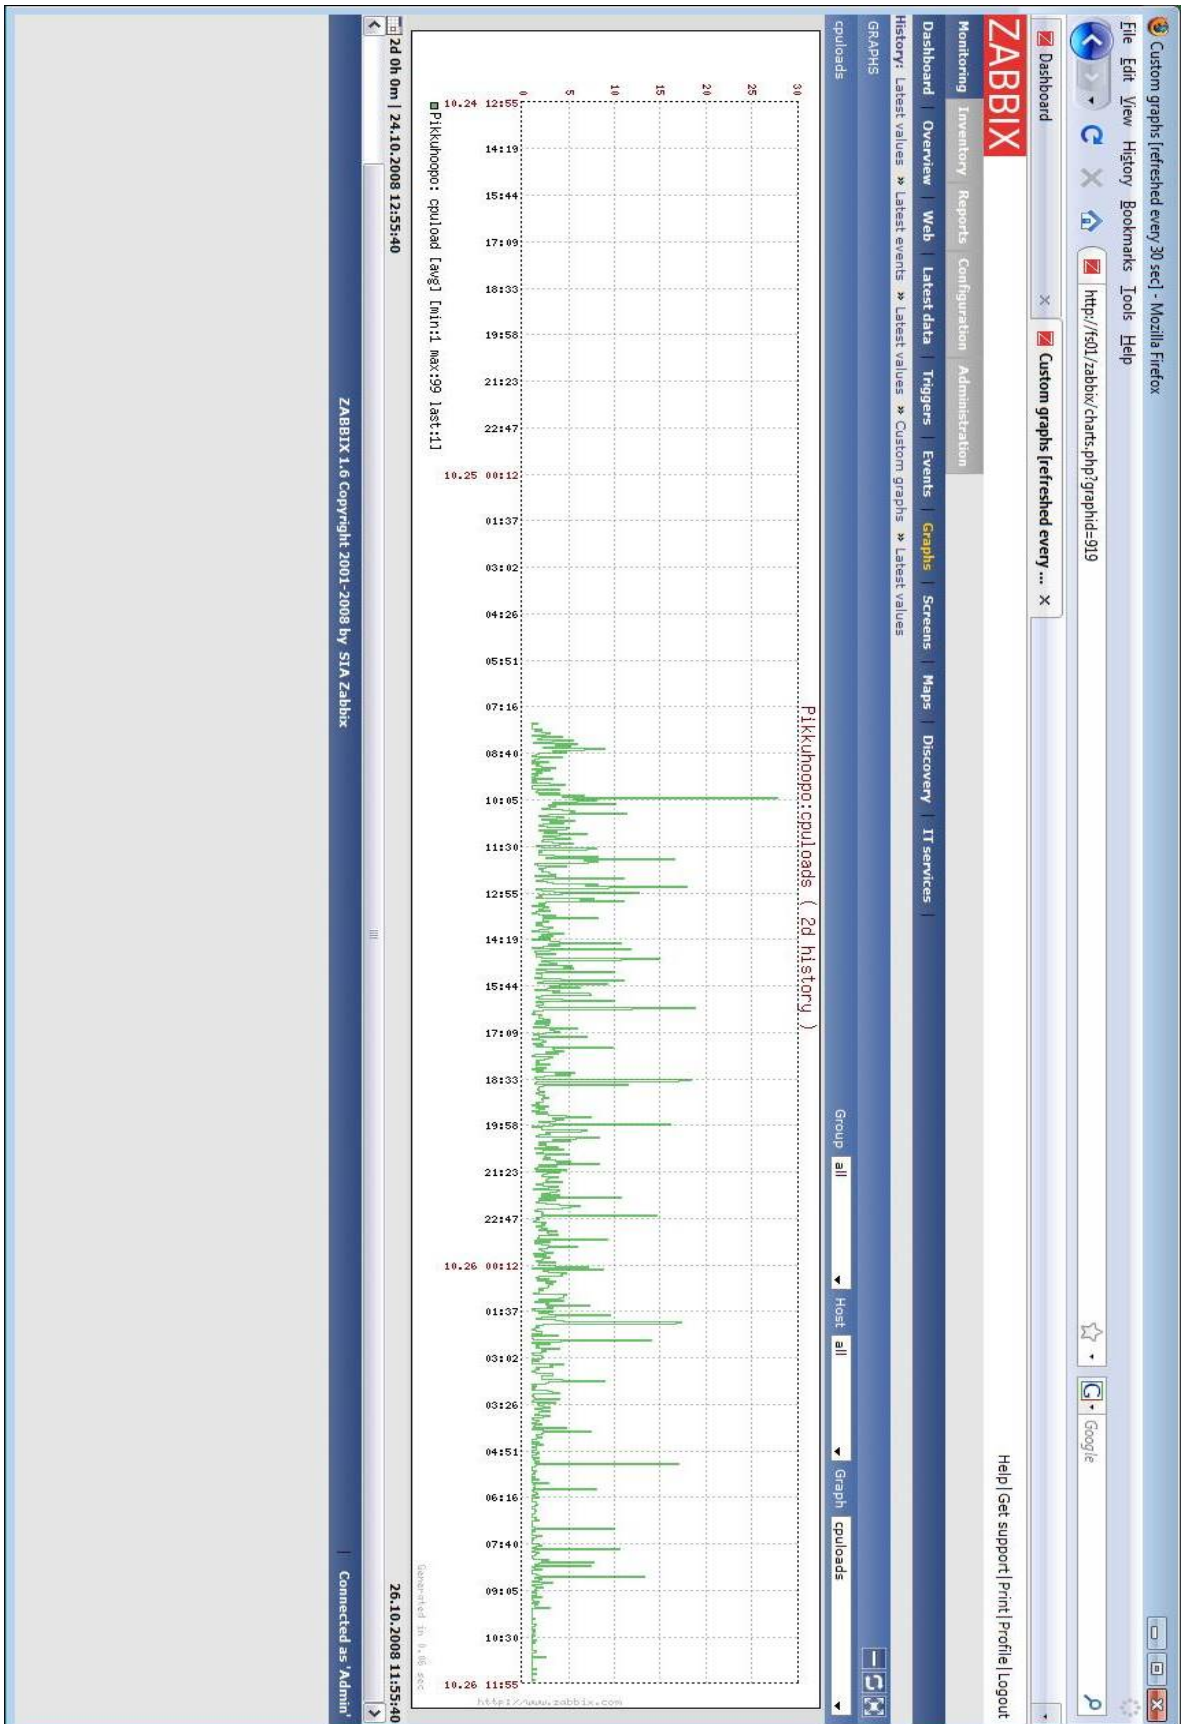 Custom graphs [refreshed every 30 sec] - Mozilla Firefox
File Edit View History Bookmarks Tools Help
http://fs01/zabbix/charts.php?graphid=919
Google
Dashboard
Custom graphs [refreshed every ...
ZABBIX
Help | Get support | Print | Profile | Logout
Monitoring Inventory Reports Configuration Administration
Dashboard | Overview | Web | Latest data | Triggers | Events | Graphs | Screens | Maps | Discovery | IT services |
History: Latest values » Latest events » Latest values » Custom graphs » Latest values
GRAPHS
cpuloads
Group all Host all Graph cpuloads
Pikkuhoopo:cpuloads ( 2d history )
30
25
20
15
10
5
0
10.24 12:55
14:19
15:44
17:09
18:33
19:58
21:23
22:47
10.25 00:12
01:37
03:02
04:26
05:51
07:16
08:40
10:05
11:30
12:55
14:19
15:44
17:09
18:33
19:58
21:23
22:47
10.26 00:12
01:37
03:02
03:26
04:51
06:16
07:40
09:05
10:30
10.26 11:55
http://www.zabbix.com
Pikkuhoopo: cpuload [avg] [min:1 max:99 last:1]
Generated in 0.06 sec
2d 0h 0m | 24.10.2008 12:55:40
26.10.2008 11:55:40
ZABBIX 1.6 Copyright 2001-2008 by SIA Zabbix
| Connected as 'Admin'